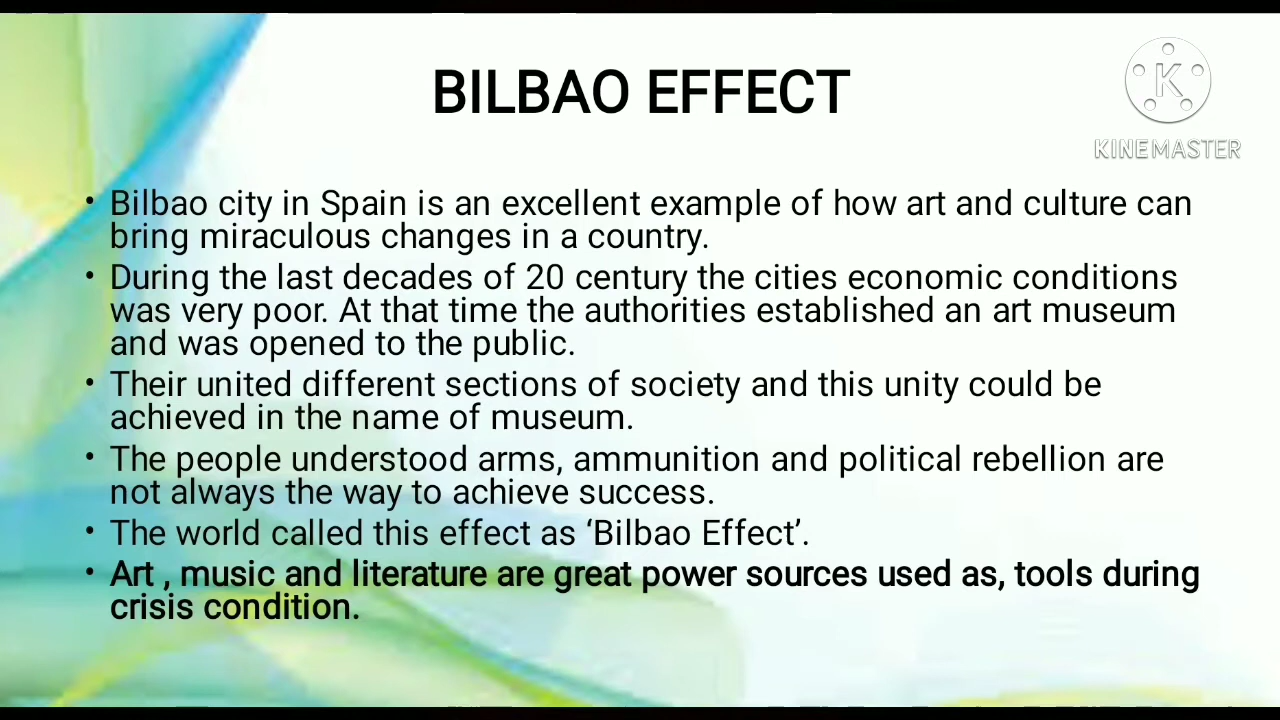 BILBAO EFFECT
K
KINEMASTER
• Bilbao city in Spain is an excellent example of how art and culture can
bring miraculous changes in a country.
• During the last decades of 20 century the cities economic conditions
was very poor. At that time the authorities established an art museum
and was opened to the public.
• Their united different sections of society and this unity could be
achieved in the name of museum.
• The people understood arms, ammunition and political rebellion are
not always the way to achieve success.
• The world called this effect as ‘Bilbao Effect’.
• Art , music and literature are great power sources used as, tools during
crisis condition.